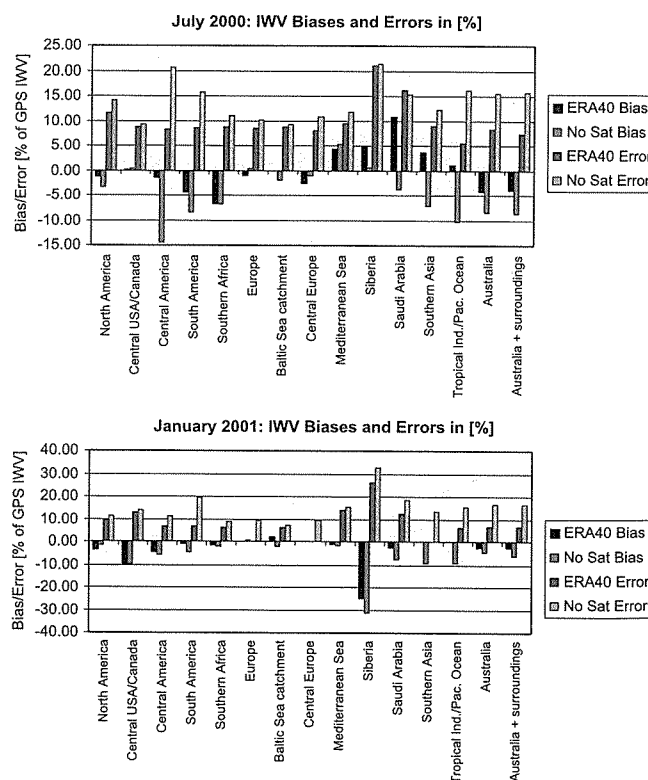 July 2000: IWV Biases and Errors in [%]
Bias/Error [% of GPS IWV]
25.00
20.00
15.00
10.00
5.00
0.00
-5.00
-10.00
-15.00
North America
Central USA/Canada
Central America
South America
Southern Africa
Europe
Baltic Sea catchment
Central Europe
Mediterranean Sea
Siberia
Saudi Arabia
Southern Asia
Tropical Ind./Pac. Ocean
Australia
Australia + surroundings
ERA40 Bias
No Sat Bias
ERA40 Error
No Sat Error
January 2001: IWV Biases and Errors in [%]
Bias/Error [% of GPS IWV]
40.00
30.00
20.00
10.00
0.00
-10.00
-20.00
-30.00
-40.00
North America
Central USA/Canada
Central America
South America
Southern Africa
Europe
Baltic Sea catchment
Central Europe
Mediterranean Sea
Siberia
Saudi Arabia
Southern Asia
Tropical Ind./Pac. Ocean
Australia
Australia + surroundings
ERA40 Bias
No Sat Bias
ERA40 Error
No Sat Error